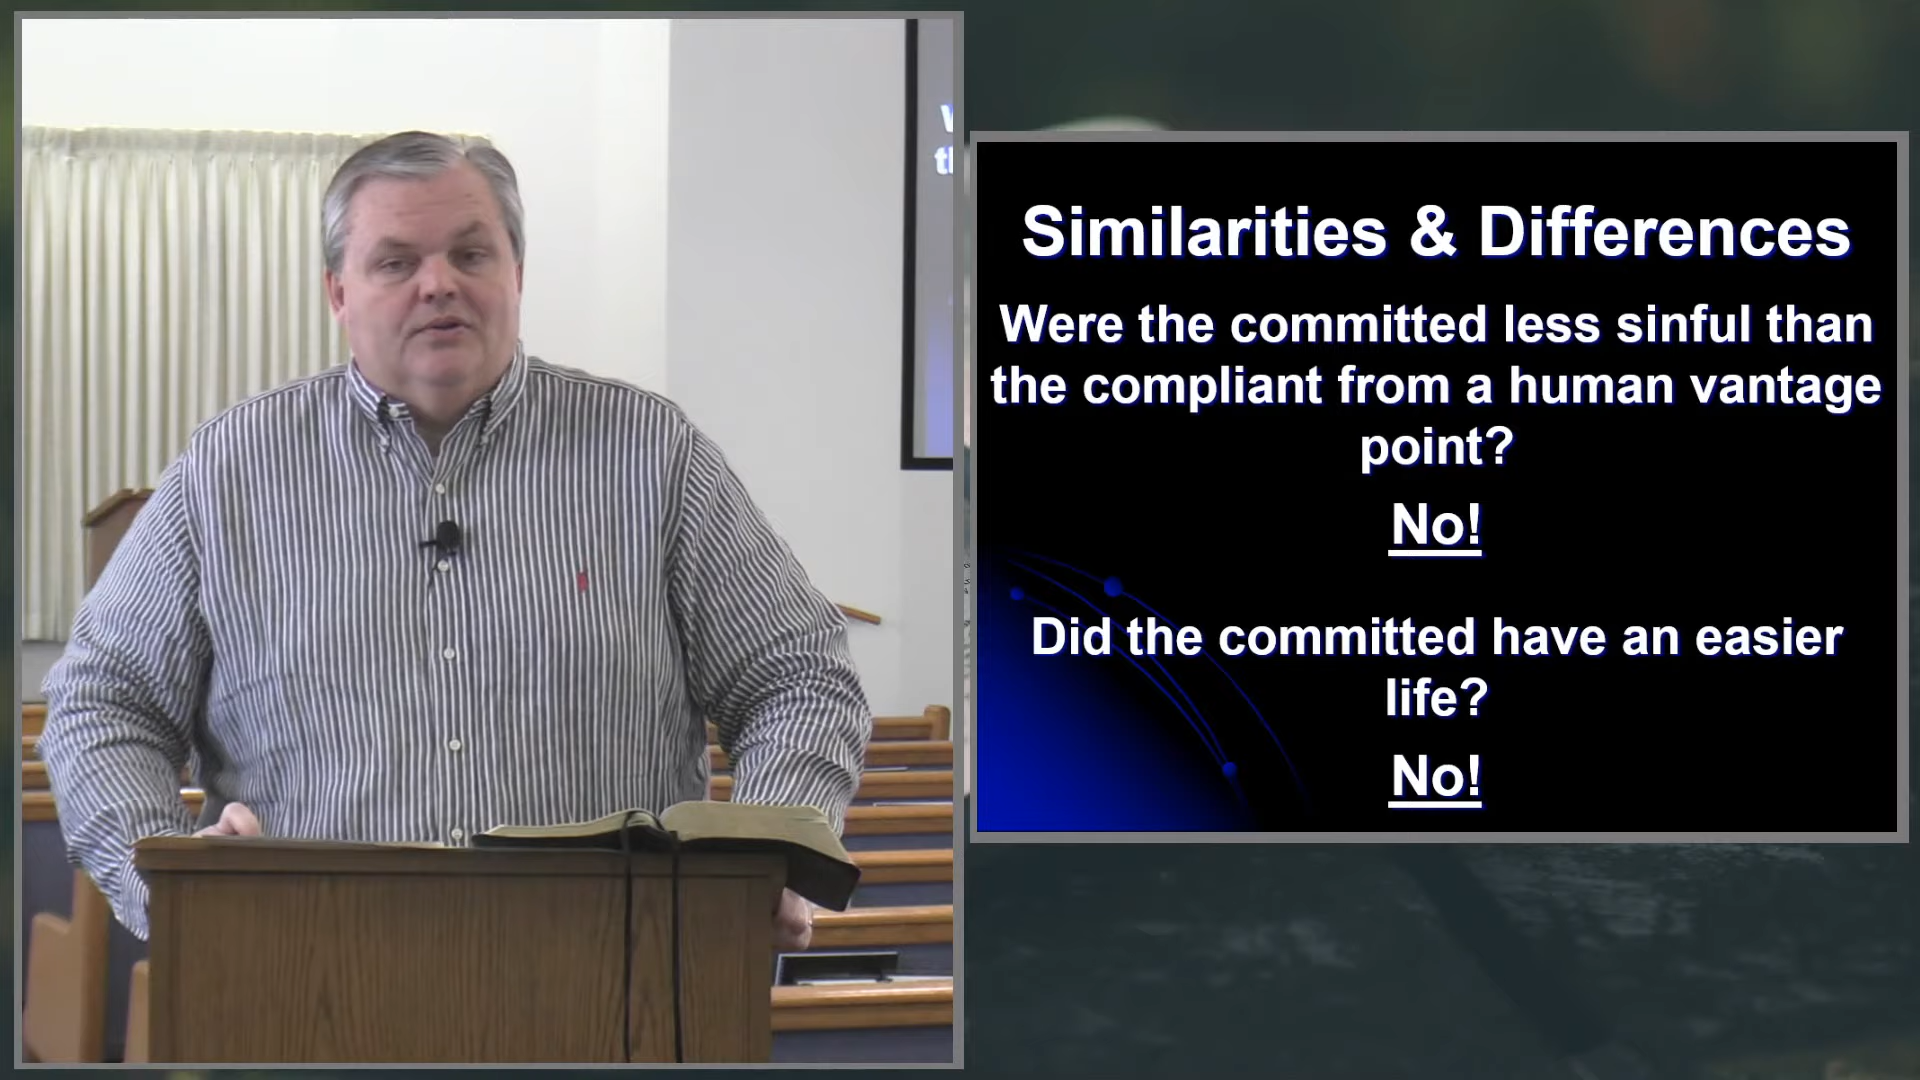 Similarities & Differences
Were the committed less sinful than
the compliant from a human vantage
point?
No!
Did the committed have an easier
life?
No!